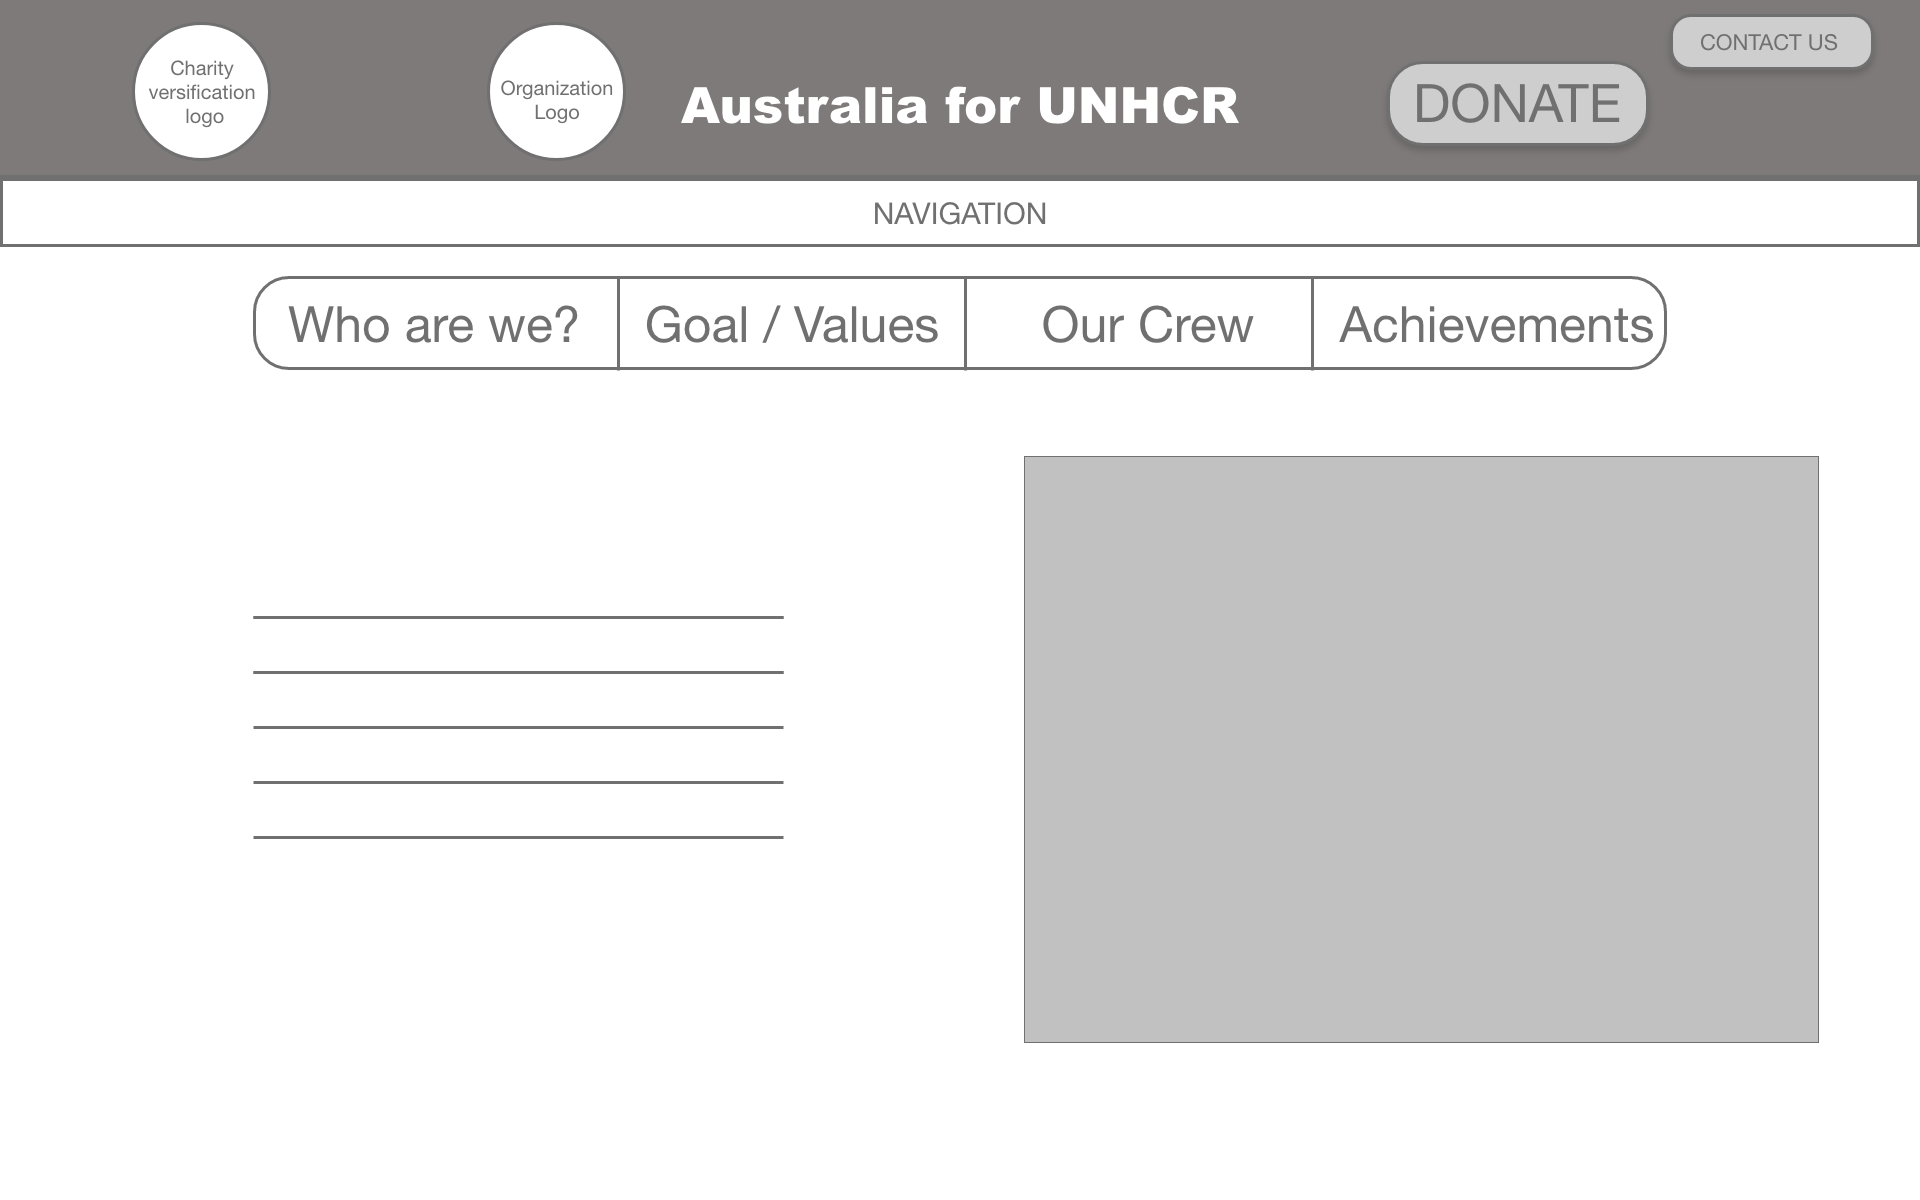 Charity
versification
logo
Organization
Logo
Australia for UNHCR
DONATE
CONTACT US
NAVIGATION
Who are we?
Goal / Values
Our Crew
Achievements